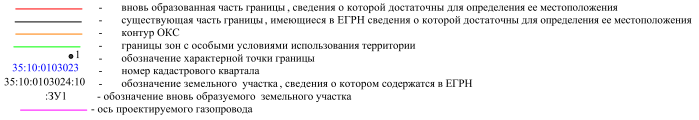 - вновь образованная часть границы, сведения о которой достаточны для определения ее местоположения
- существующая часть границы, имеющиеся в ЕГРН сведения о которой достаточны для определения ее местоположения
- контур ОКС
- границы зон с особыми условиями использования территории
1 - обозначение характерной точки границы
35:10:0103023 - номер кадастрового квартала
35:10:0103024:10 - обозначение земельного участка, сведения о котором содержатся в ЕГРН
:ЗУ1 - обозначение вновь образуемого земельного участка
- ось проектируемого газопровода